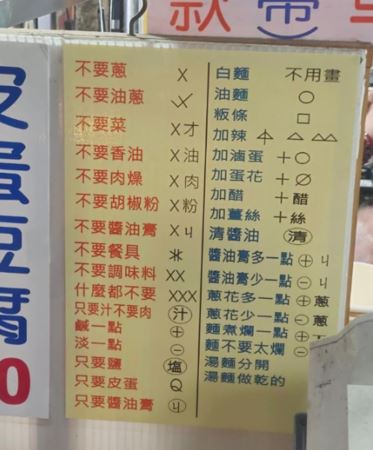 款帶
皮蛋豆腐
0
不要蔥 X
不要油蔥
不要菜 X才
不要香油 X油
不要肉燥 X肉
不要胡椒粉 X粉
不要醬油膏 X
不要餐具
不要調味料 XX
什麼都不要 XXX
只要汁不要肉 汁
鹹一點 ⊕
淡一點 ⊖
只要鹽 塩
只要皮蛋 Q
只要醬油膏
白麵 不用畫
油麵 ○
粄條 □
加辣
加滷蛋 +○
加蛋花 +∅
加醋 +醋
加薑絲 +絲
清醬油 清
醬油膏多一點 ⊕
醬油膏少一點 ⊖
蔥花多一點 ⊕蔥
蔥花少一點 ⊖蔥
麵煮爛一點 ⊕
麵不要太爛 ⊖
湯麵分開
湯麵做乾的